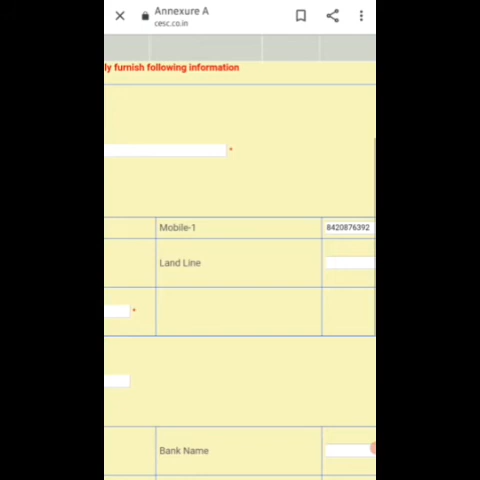 Annexure A
cesc.co.in
ly furnish following information
*
Mobile-1
8420876392
Land Line
*
Bank Name